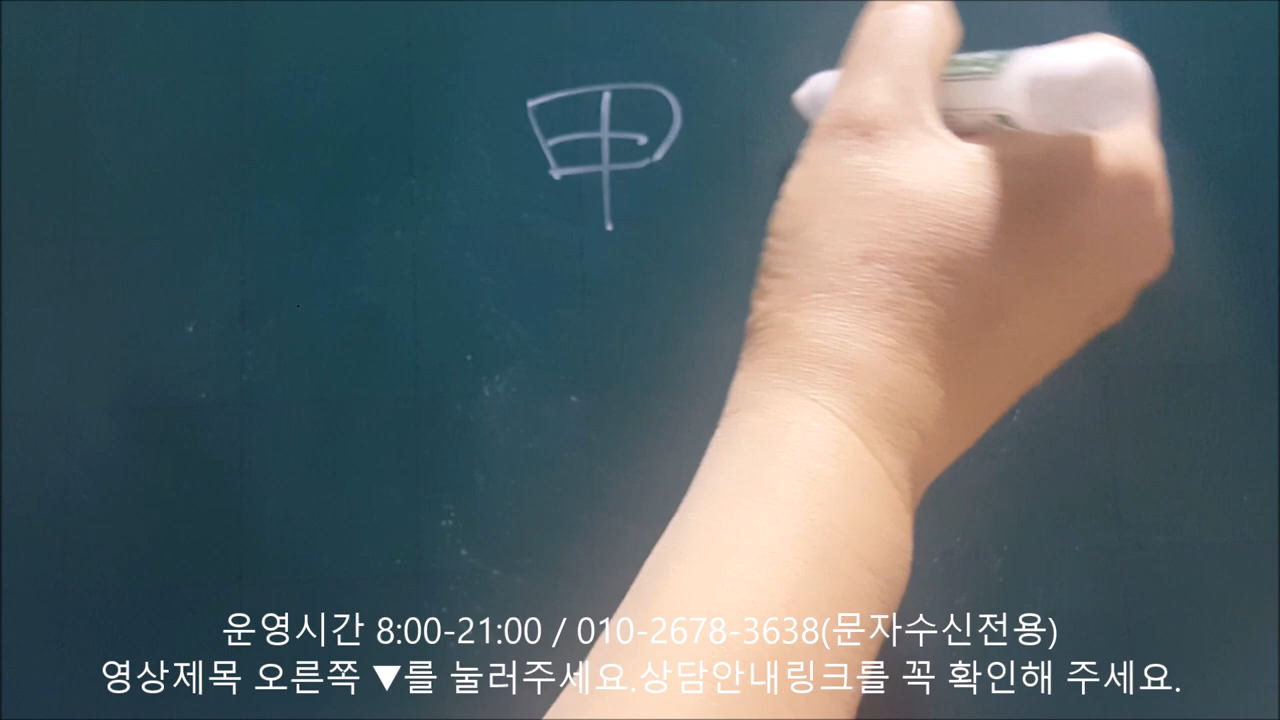 甲
운영시간 8:00-21:00 / 010-2678-3638(문자수신전용)
영상제목 오른쪽 ▼를 눌러주세요.상담안내링크를 꼭 확인해 주세요.